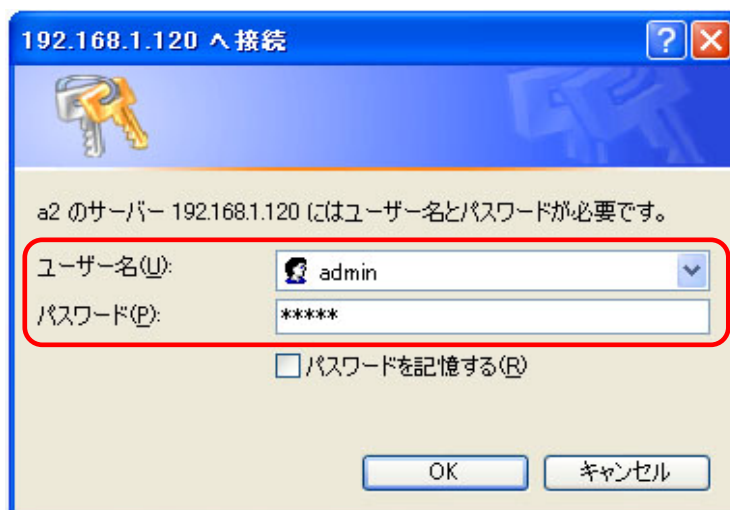 192.168.1.120 へ接続
a2 のサーバー 192.168.1.120 にはユーザー名とパスワードが必要です。
ユーザー名(U):
admin
パスワード(P):
*****
パスワードを記憶する(R)
OK
キャンセル